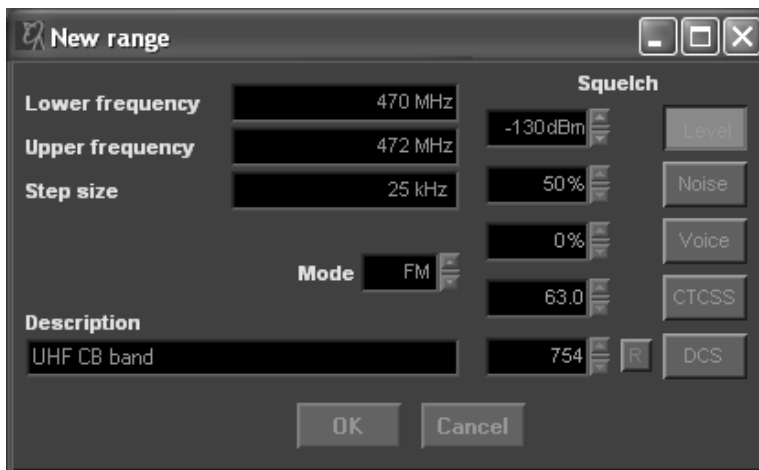 New range
Squelch
Lower frequency 470 MHz -130dBm Level
Upper frequency 472 MHz
Step size 25 kHz 50% Noise
0% Voice
Mode FM
63.0 CTCSS
Description
UHF CB band 754 R DCS
OK Cancel